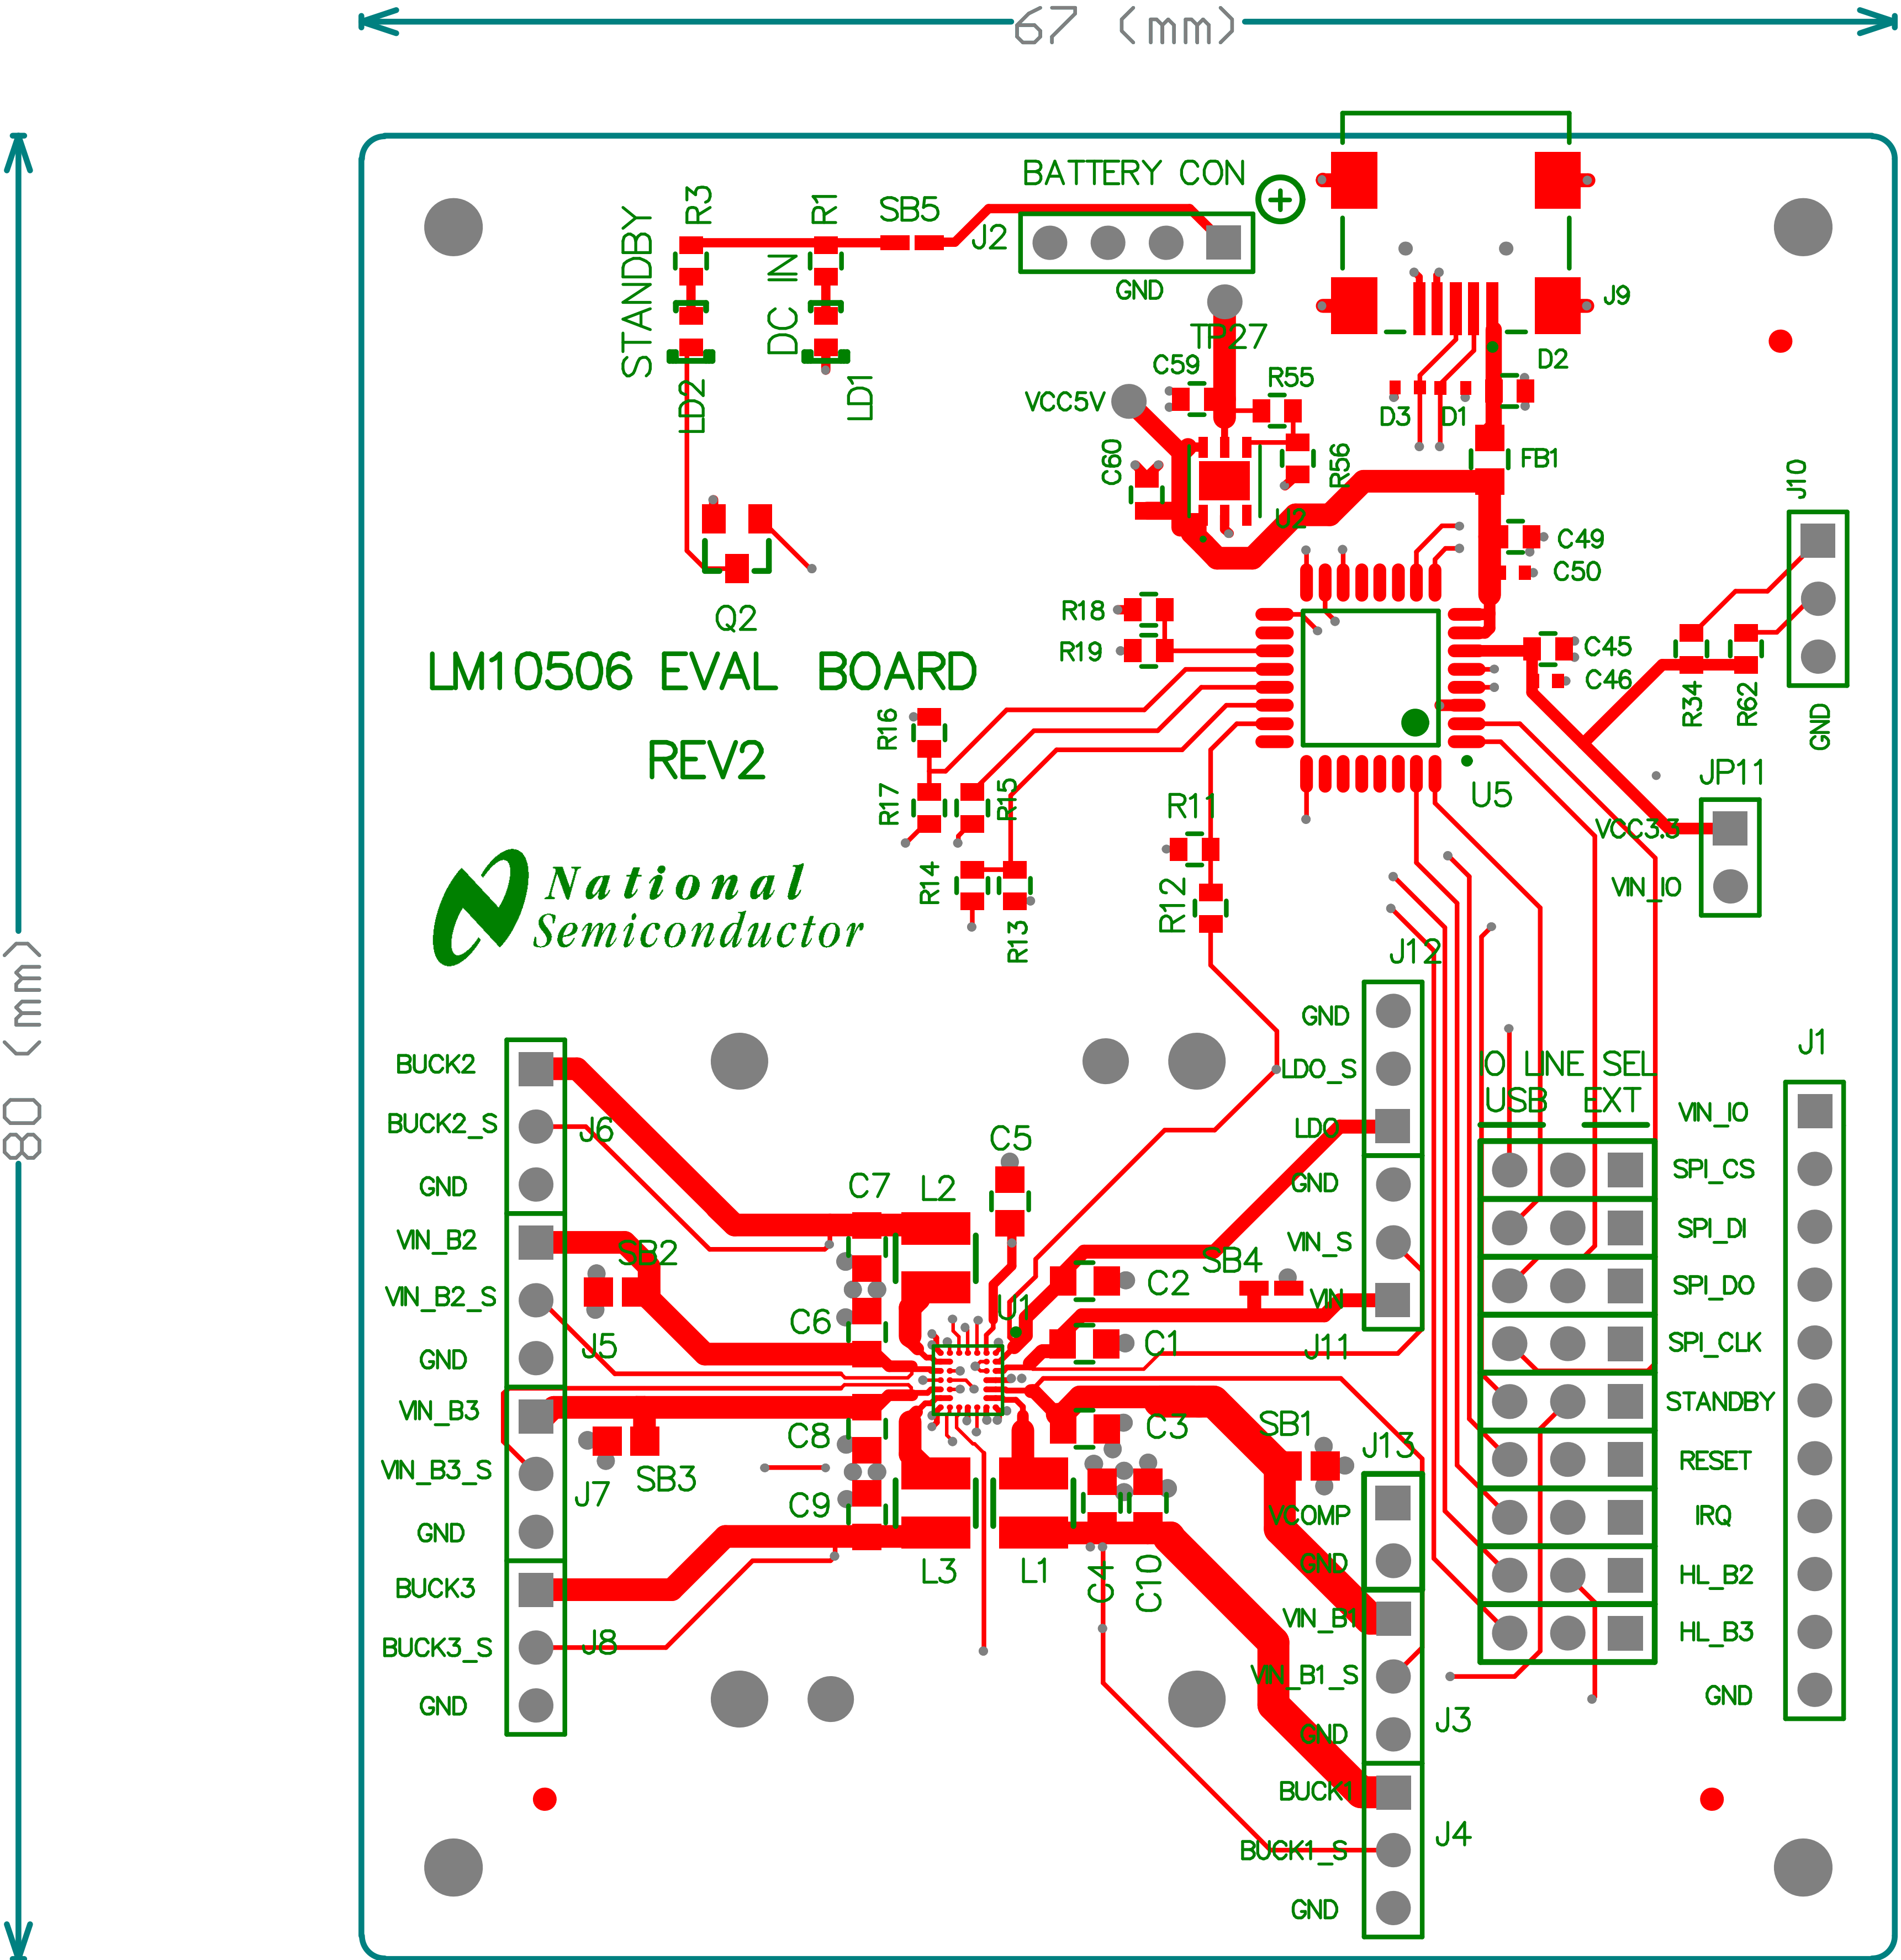 67 (mm)
80 (mm)
BATTERY CON
R3
R1
SB5
J2
STANDBY
DC IN
GND
J9
TP27
LD2
LD1
C59
R55
D2
VCC5V
D3
D1
C60
R56
FB1
J10
U2
C49
C50
Q2
R18
R19
C45
C46
LM10506 EVAL BOARD
R34
R62
GND
R16
REV2
JP11
R17
R15
R11
U5
VCC3.3
National
Semiconductor
R14
R12
VIN_IO
R13
J12
GND
J1
BUCK2
LDO_S
IO LINE SEL
USB EXT
BUCK2_S
J6
C5
LDO
VIN_IO
GND
C7
L2
GND
SPI_CS
VIN_B2
SB2
VIN_S
SPI_DI
SB4
VIN_B2_S
C2
VIN
SPI_DO
C6
U1
J5
C1
J11
SPI_CLK
GND
VIN_B3
STANDBY
C8
C3
SB1
J13
VIN_B3_S
SB3
RESET
J7
C9
VCOMP
IRQ
GND
GND
L3
L1
C4
C10
BUCK3
HL_B2
VIN_B1
BUCK3_S
J8
HL_B3
VIN_B1_S
GND
GND
J3
GND
BUCK1
J4
BUCK1_S
GND